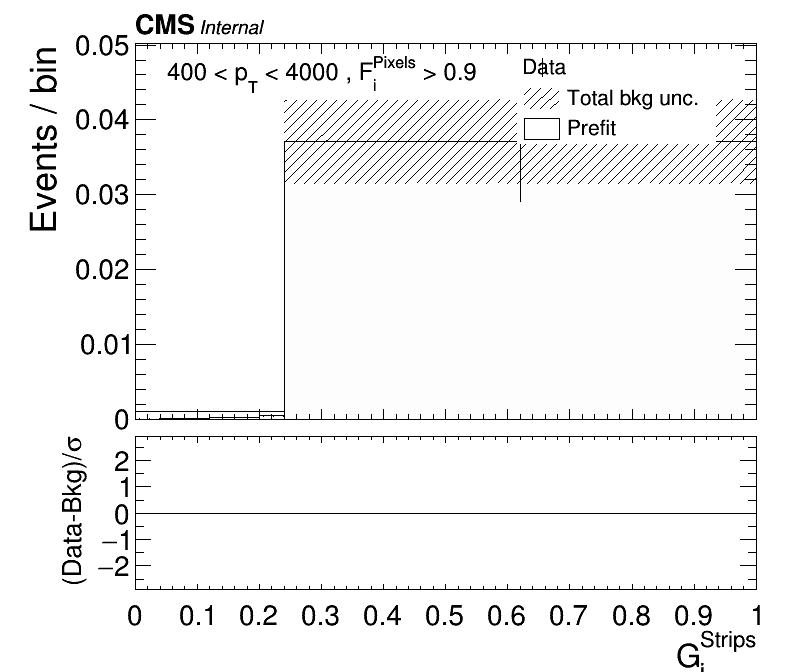 CMS Internal
400 < p_T < 4000 , F_i^Pixels > 0.9
Data
Total bkg unc.
Prefit
Events / bin
0.05
0.04
0.03
0.02
0.01
0
(Data-Bkg)/σ
2
1
0
−1
−2
0 0.1 0.2 0.3 0.4 0.5 0.6 0.7 0.8 0.9 1
G_i^Strips